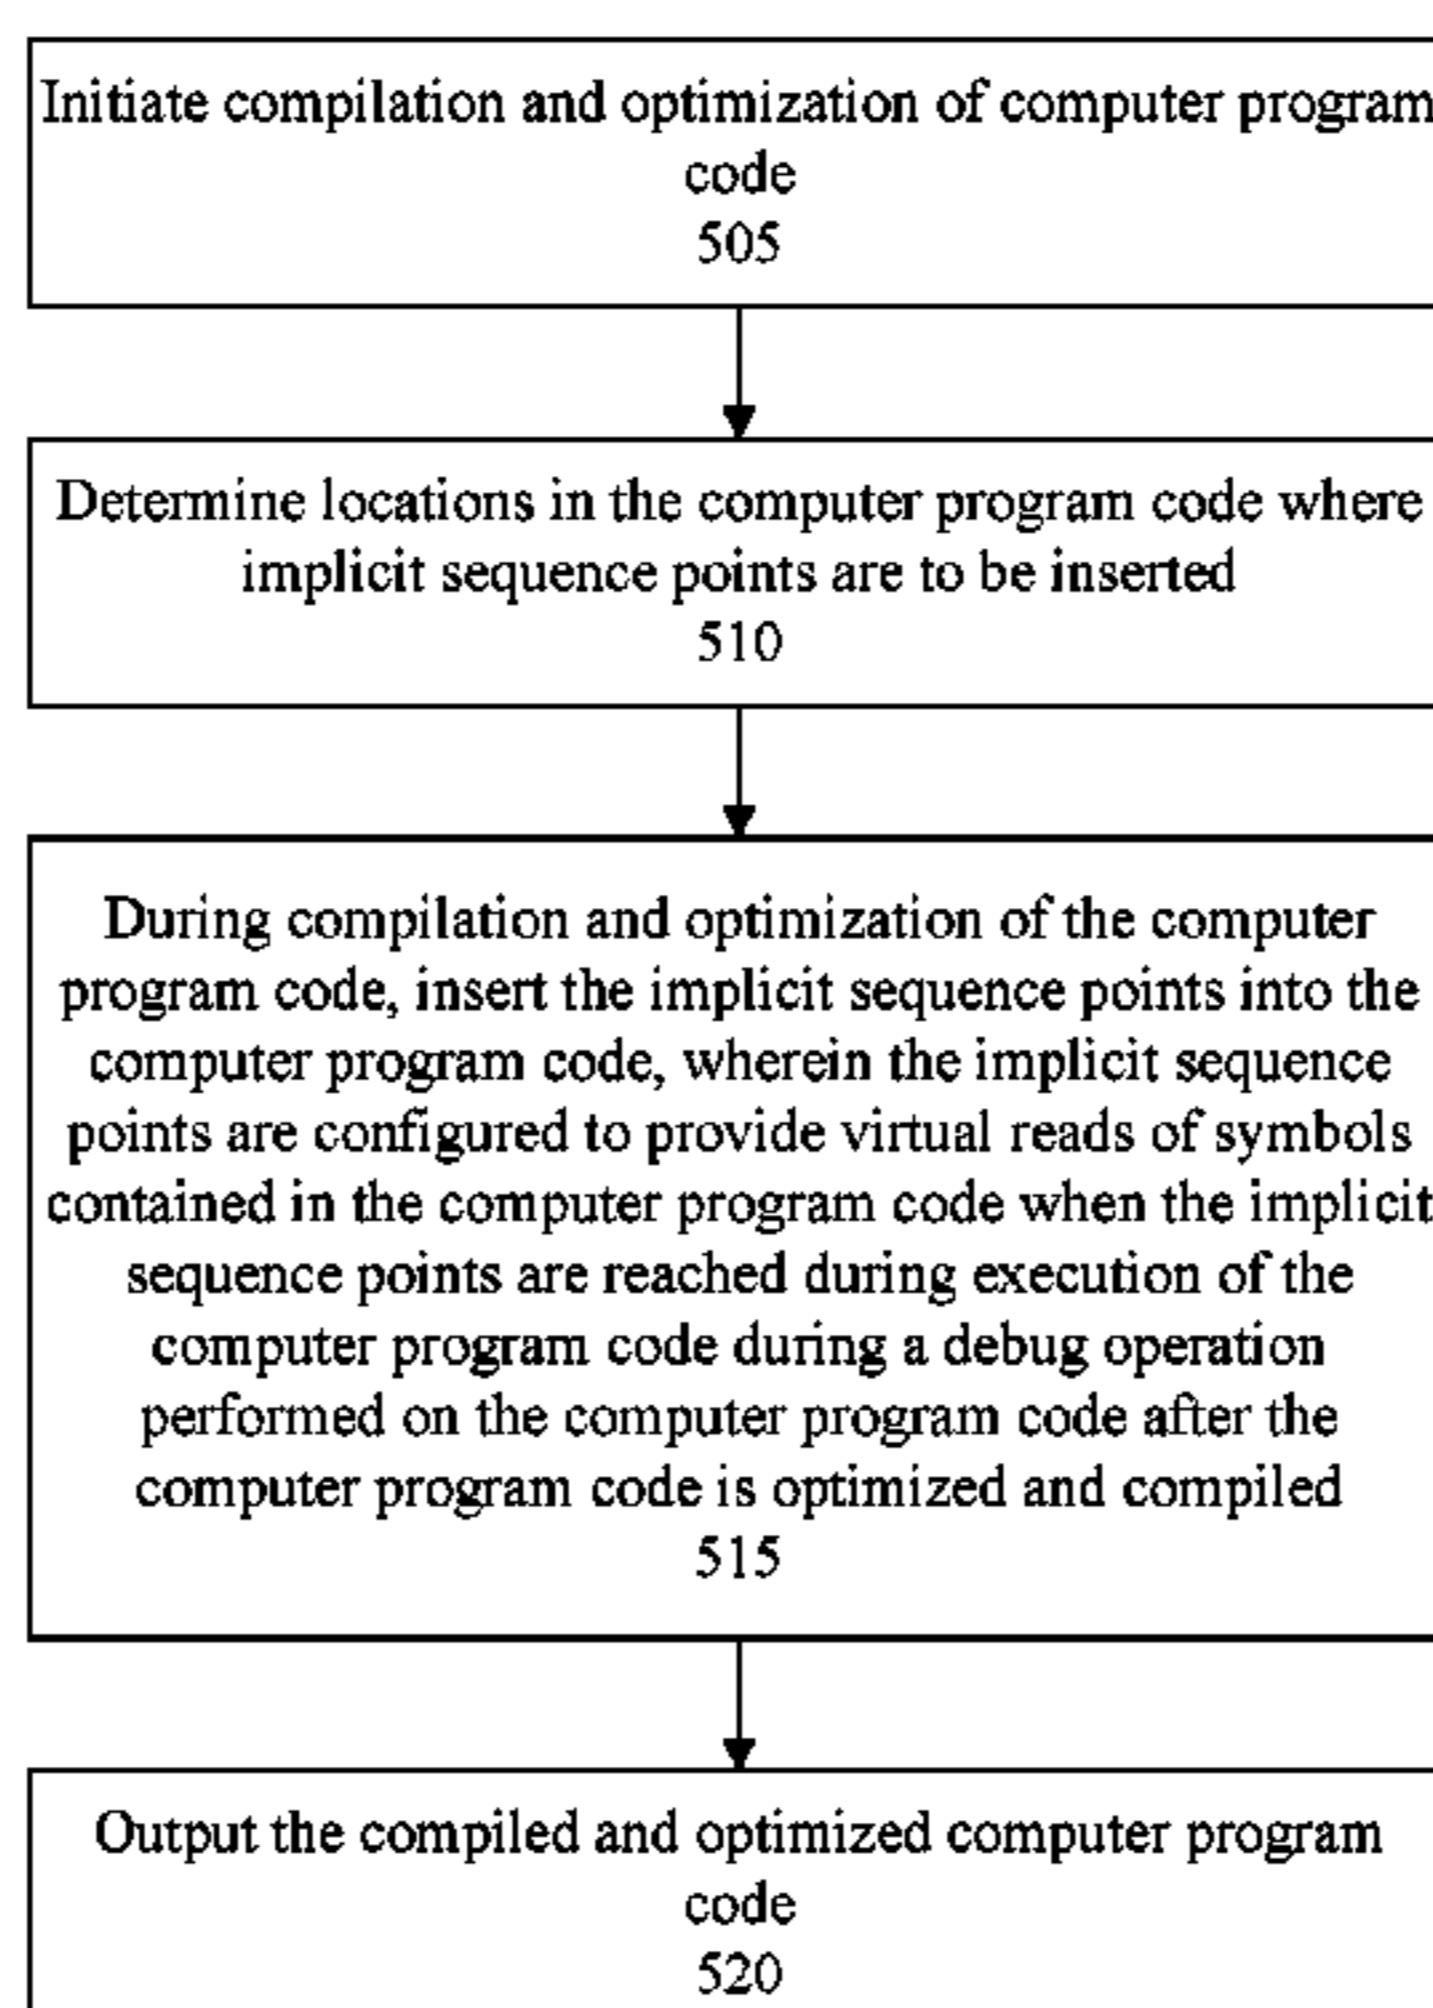 Initiate compilation and optimization of computer program
code
505
Determine locations in the computer program code where
implicit sequence points are to be inserted
510
During compilation and optimization of the computer
program code, insert the implicit sequence points into the
computer program code, wherein the implicit sequence
points are configured to provide virtual reads of symbols
contained in the computer program code when the implicit
sequence points are reached during execution of the
computer program code during a debug operation
performed on the computer program code after the
computer program code is optimized and compiled
515
Output the compiled and optimized computer program
code
520